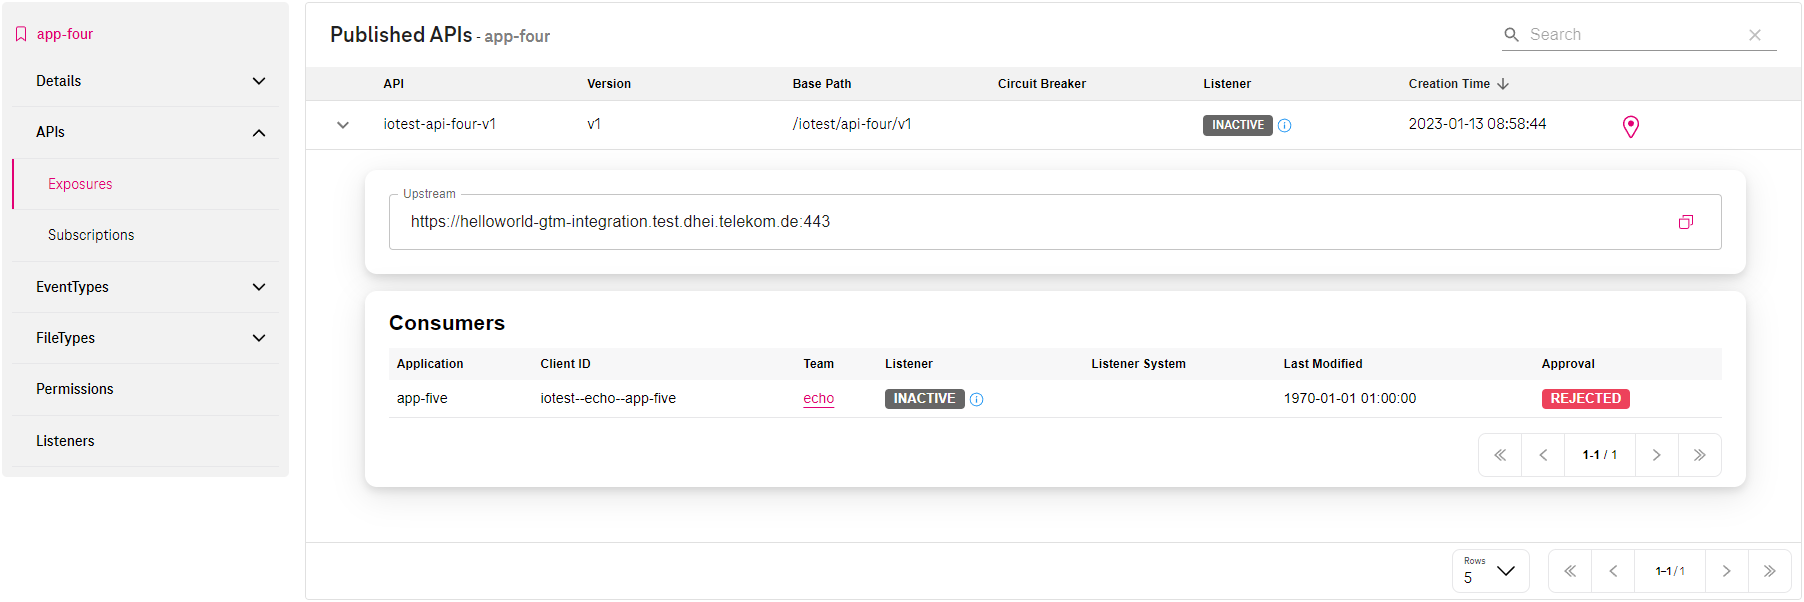 app-four
Details
APIs
Exposures
Subscriptions
EventTypes
FileTypes
Permissions
Listeners
Published APIs - app-four
Search
API Version Base Path Circuit Breaker Listener Creation Time
iotest-api-four-v1 v1 /iotest/api-four/v1 INACTIVE 2023-01-13 08:58:44
Upstream
https://helloworld-gtm-integration.test.dhei.telekom.de:443
Consumers
Application Client ID Team Listener Listener System Last Modified Approval
app-five iotest--echo--app-five echo INACTIVE 1970-01-01 01:00:00 REJECTED
1-1 / 1
Rows
5
1-1 / 1